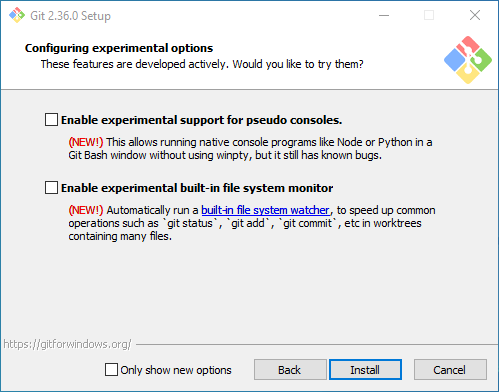 Git 2.36.0 Setup
Configuring experimental options
These features are developed actively. Would you like to try them?
Enable experimental support for pseudo consoles.
(NEW!) This allows running native console programs like Node or Python in a
Git Bash window without using winpty, but it still has known bugs.
Enable experimental built-in file system monitor
(NEW!) Automatically run a built-in file system watcher, to speed up common
operations such as `git status`, `git add`, `git commit`, etc in worktrees
containing many files.
https://gitforwindows.org/
Only show new options
Back
Install
Cancel